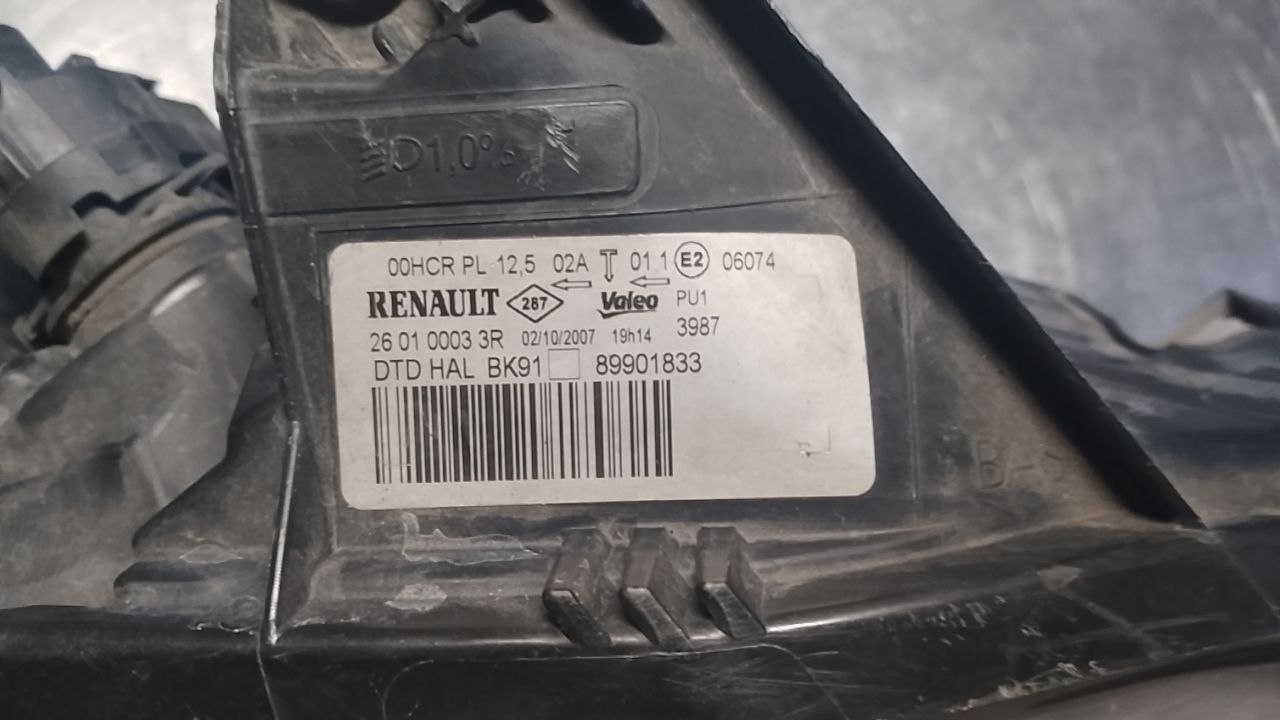 1,0%
00HCR PL 12,5 02A 01 1 E2 06074
RENAULT 287 Valeo PU1
26 01 0003 3R 02/10/2007 19h14 3987
DTD HAL BK91 89901833